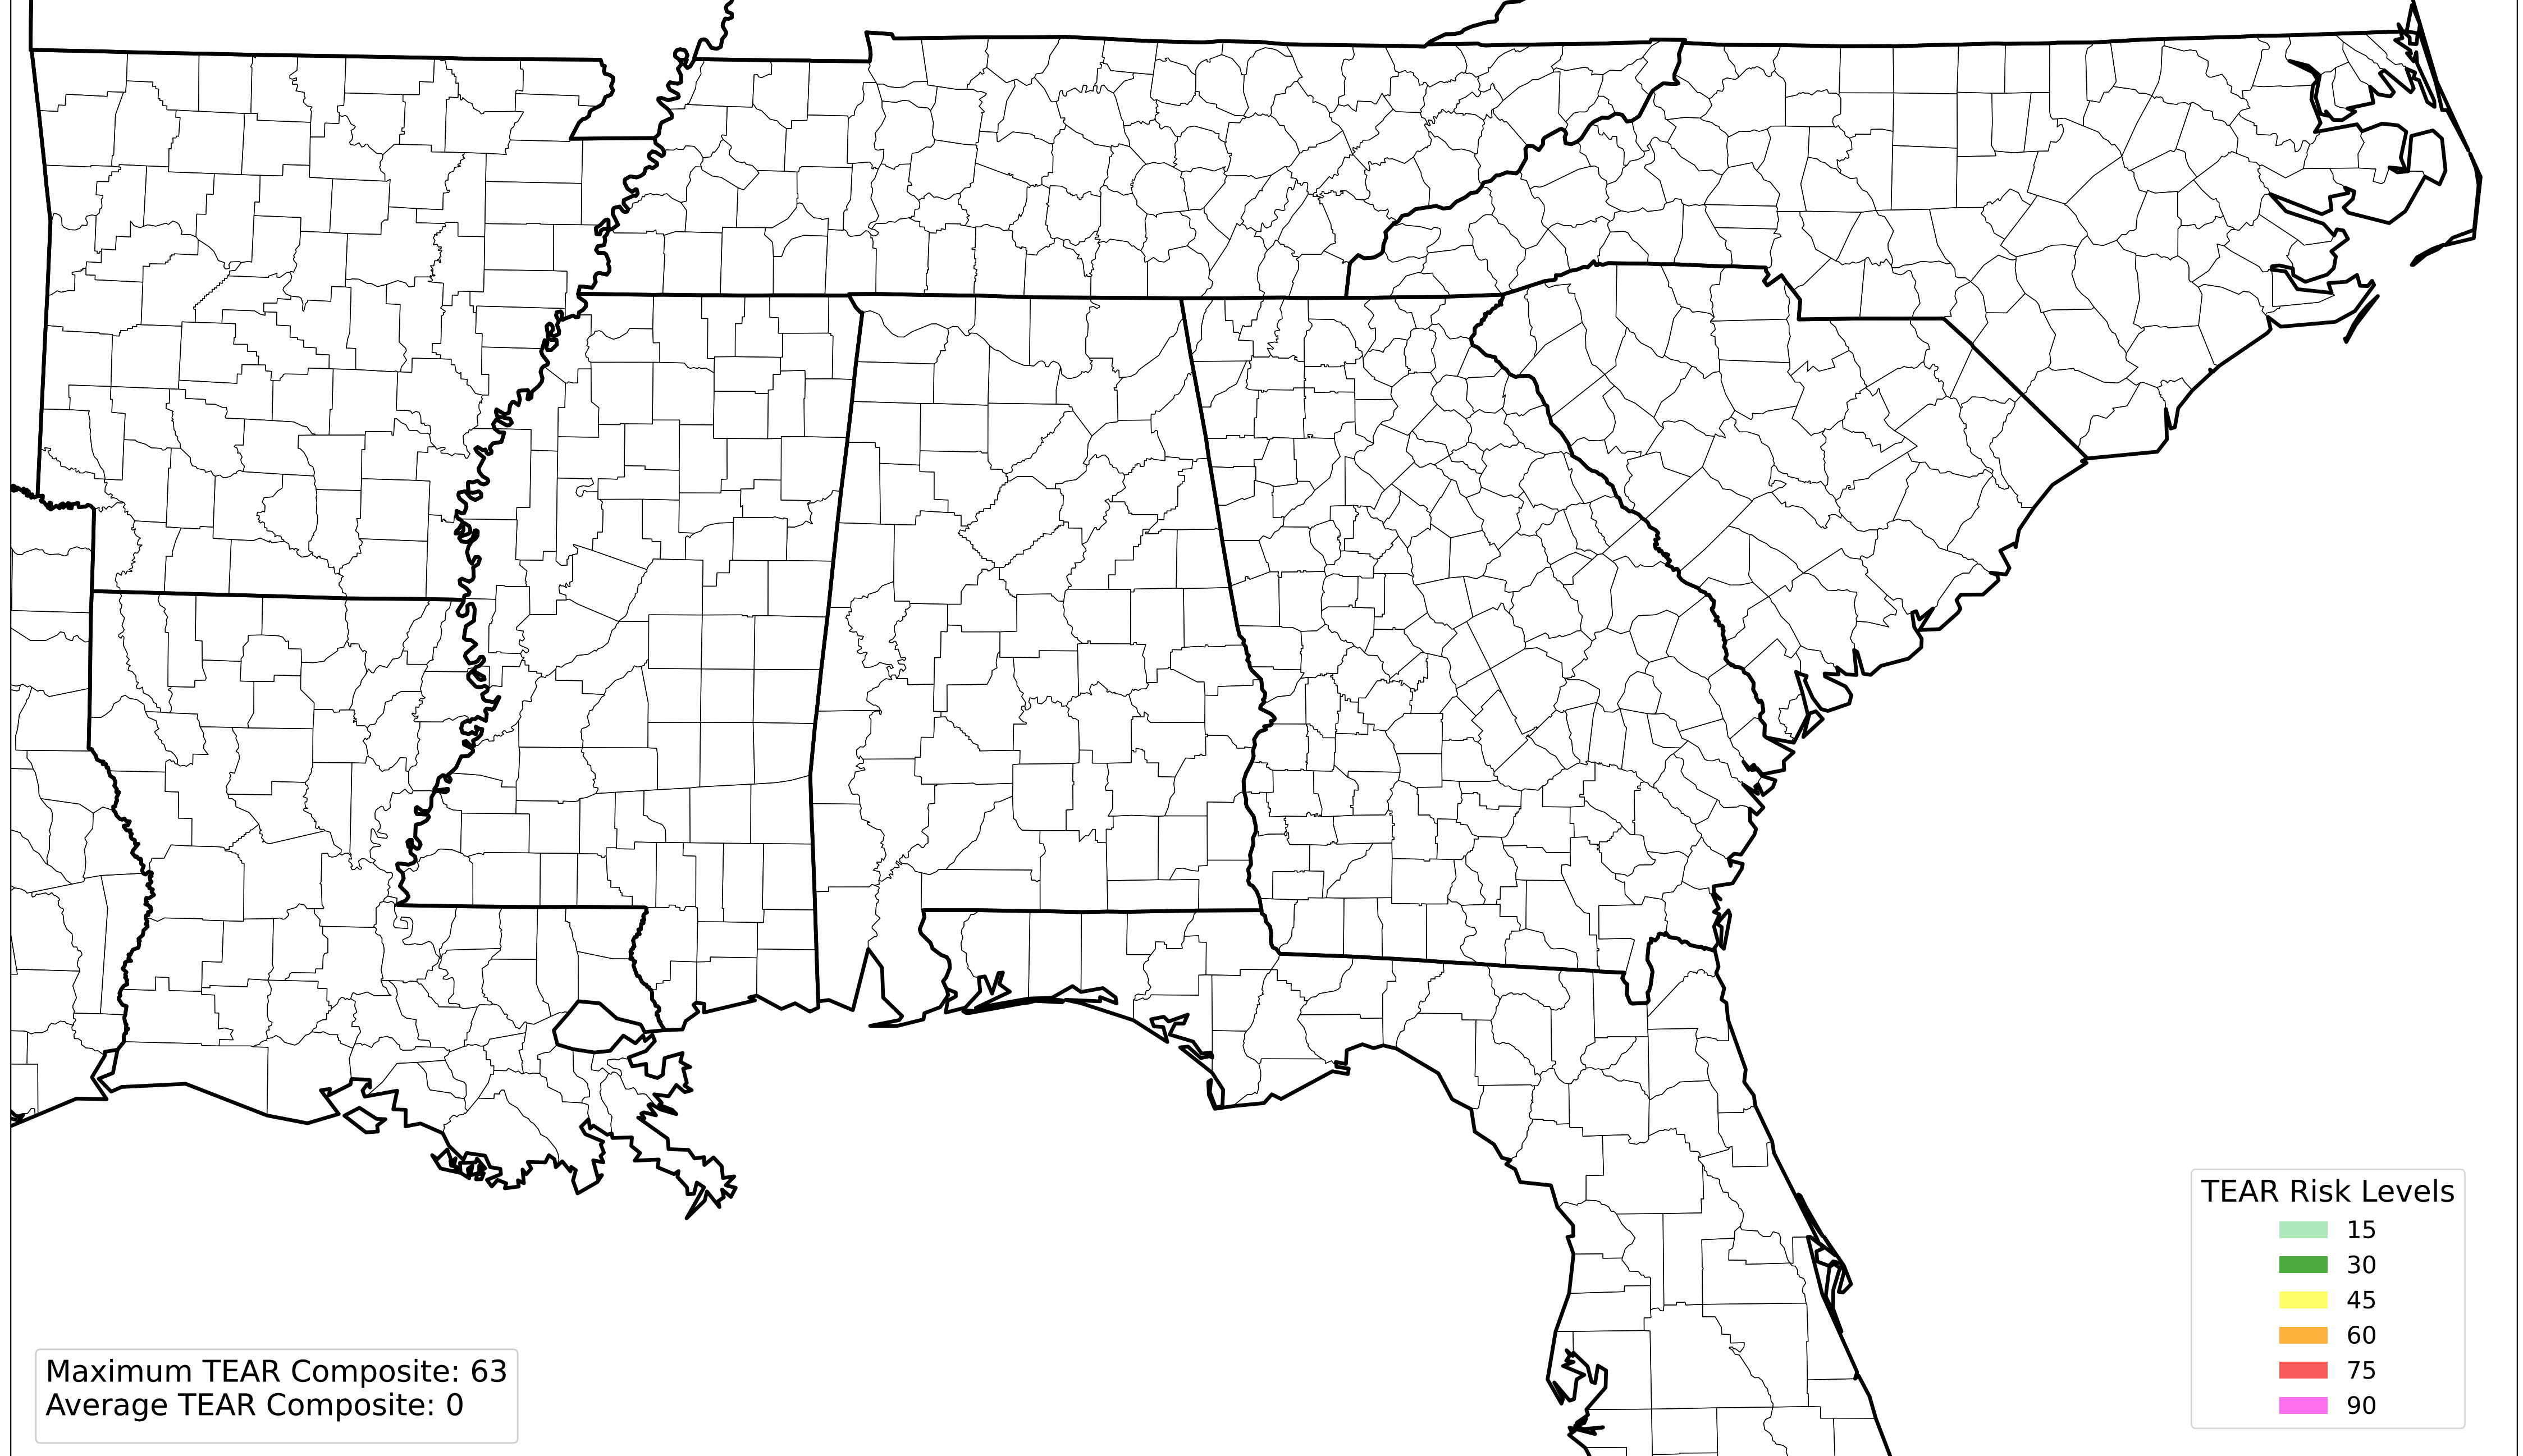 TEAR Risk Levels
15
30
45
60
75
90
Maximum TEAR Composite: 63
Average TEAR Composite: 0